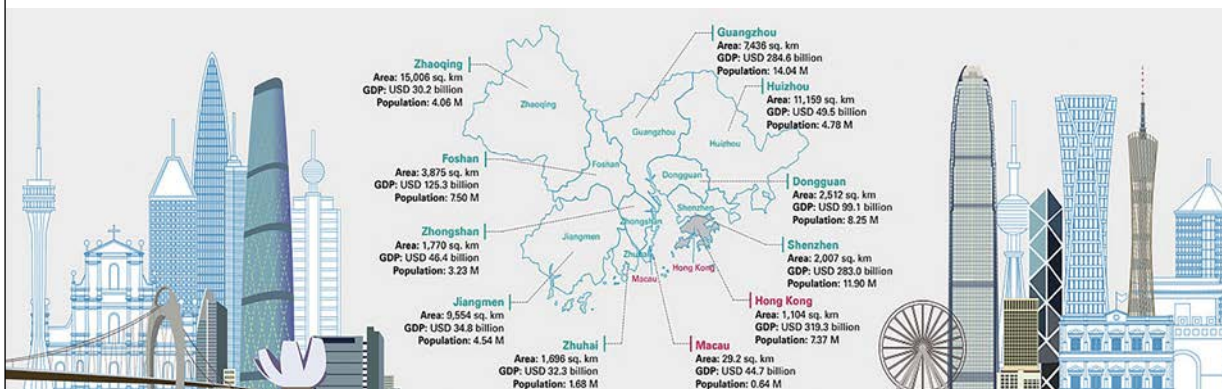 Guangzhou
Area: 7,436 sq. km
GDP: USD 284.6 billion
Population: 14.04 M
Zhaoqing
Area: 15,006 sq. km
GDP: USD 30.2 billion
Population: 4.06 M
Huizhou
Area: 11,159 sq. km
GDP: USD 49.5 billion
Population: 4.78 M
Zhaoqing
Guangzhou
Huizhou
Foshan
Area: 3,875 sq. km
GDP: USD 125.3 billion
Population: 7.50 M
Foshan
Dongguan
Dongguan
Area: 2,512 sq. km
GDP: USD 99.1 billion
Population: 8.25 M
Zhongshan
Area: 1,770 sq. km
GDP: USD 46.4 billion
Population: 3.23 M
Jiangmen
Zhongshan
Shenzhen
Zhuhai
Macau
Hong Kong
Shenzhen
Area: 2,007 sq. km
GDP: USD 283.0 billion
Population: 11.90 M
Jiangmen
Area: 9,554 sq. km
GDP: USD 34.8 billion
Population: 4.54 M
Hong Kong
Area: 1,104 sq. km
GDP: USD 319.3 billion
Population: 7.37 M
Zhuhai
Area: 1,696 sq. km
GDP: USD 32.3 billion
Population: 1.68 M
Macau
Area: 29.2 sq. km
GDP: USD 44.7 billion
Population: 0.64 M